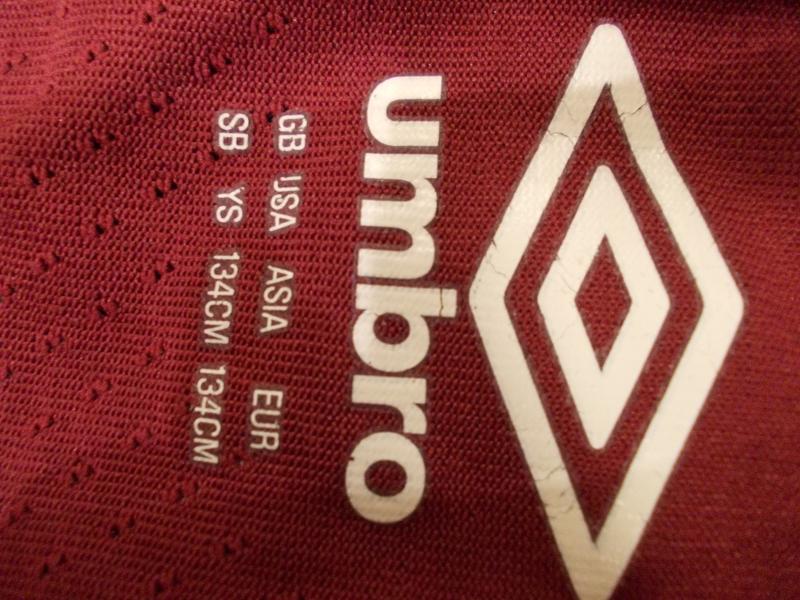 umbro
GB USA ASIA EUR
SB YS 134CM 134CM